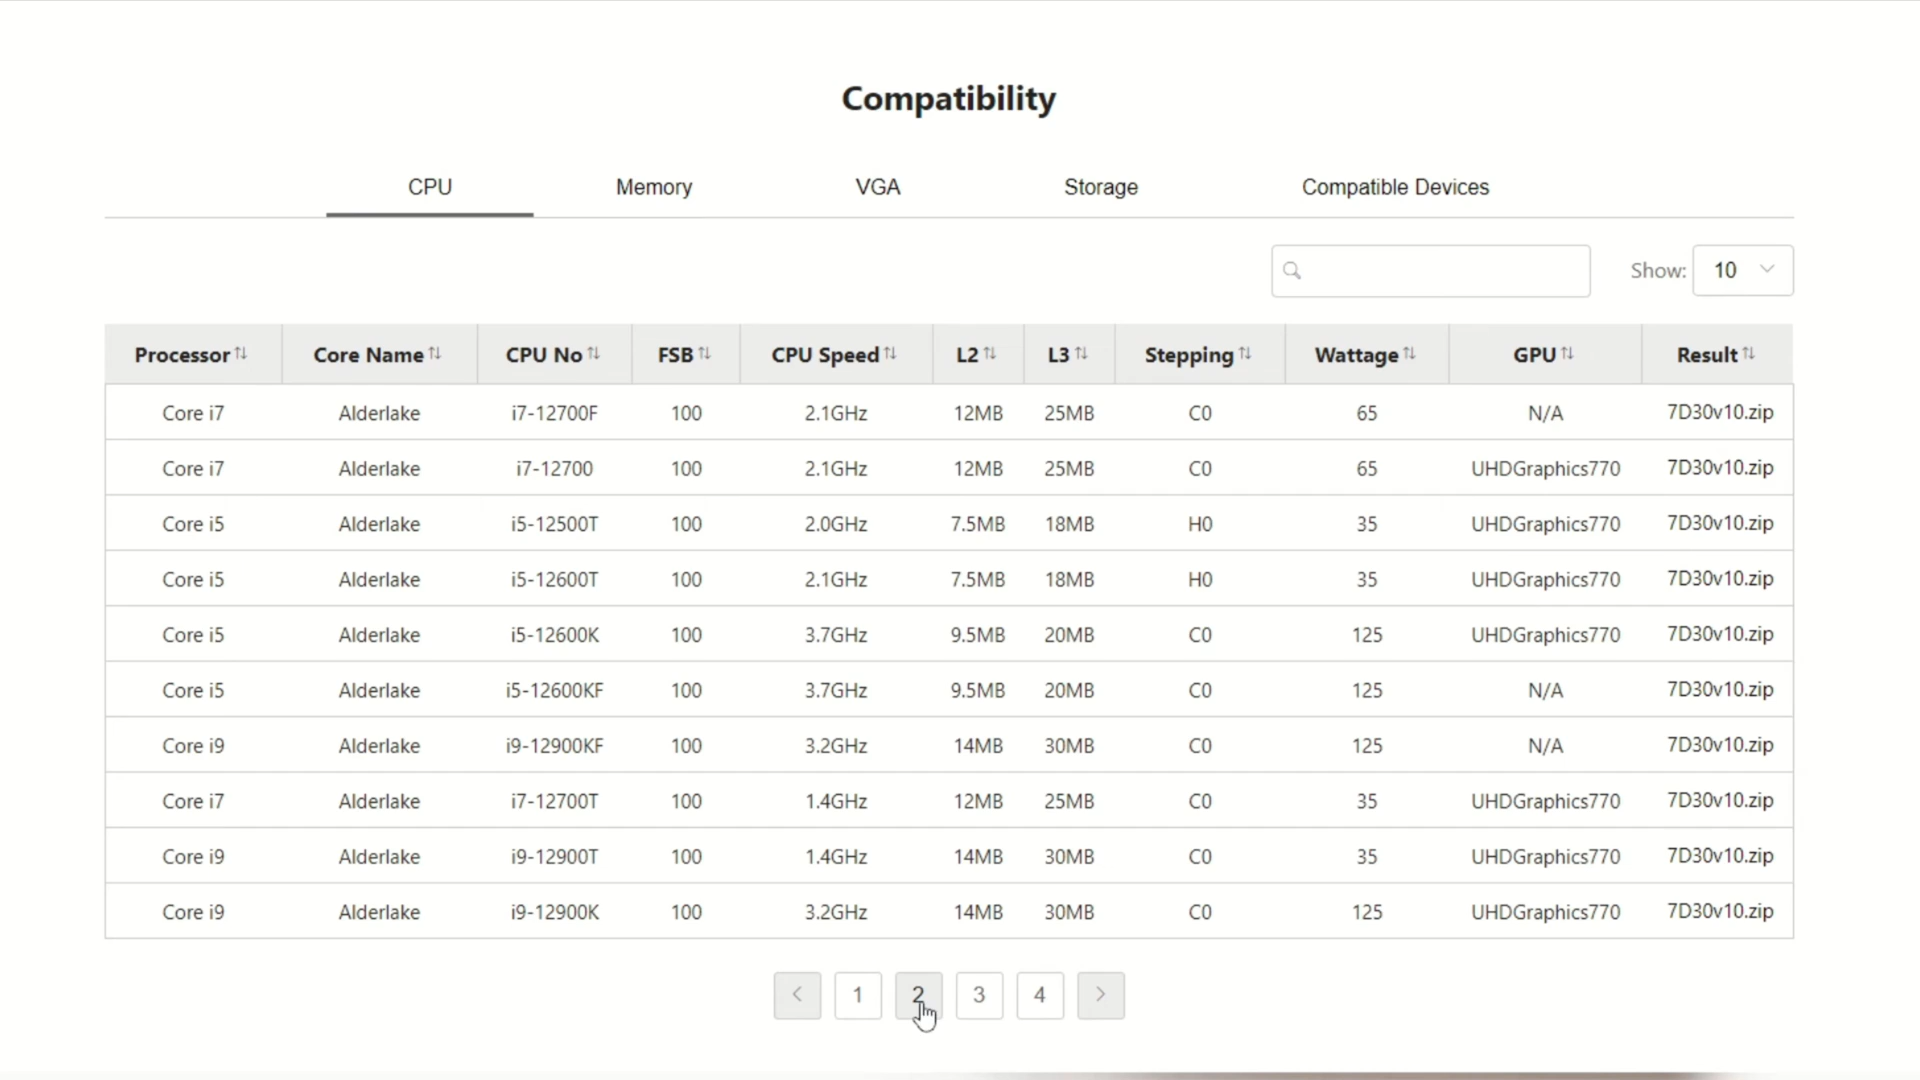 Compatibility
CPU Memory VGA Storage Compatible Devices
Show: 10
Processor Core Name CPU No FSB CPU Speed L2 L3 Stepping Wattage GPU Result
Core i7 Alderlake i7-12700F 100 2.1GHz 12MB 25MB C0 65 N/A 7D30v10.zip
Core i7 Alderlake i7-12700 100 2.1GHz 12MB 25MB C0 65 UHDGraphics770 7D30v10.zip
Core i5 Alderlake i5-12500T 100 2.0GHz 7.5MB 18MB H0 35 UHDGraphics770 7D30v10.zip
Core i5 Alderlake i5-12600T 100 2.1GHz 7.5MB 18MB H0 35 UHDGraphics770 7D30v10.zip
Core i5 Alderlake i5-12600K 100 3.7GHz 9.5MB 20MB C0 125 UHDGraphics770 7D30v10.zip
Core i5 Alderlake i5-12600KF 100 3.7GHz 9.5MB 20MB C0 125 N/A 7D30v10.zip
Core i9 Alderlake i9-12900KF 100 3.2GHz 14MB 30MB C0 125 N/A 7D30v10.zip
Core i7 Alderlake i7-12700T 100 1.4GHz 12MB 25MB C0 35 UHDGraphics770 7D30v10.zip
Core i9 Alderlake i9-12900T 100 1.4GHz 14MB 30MB C0 35 UHDGraphics770 7D30v10.zip
Core i9 Alderlake i9-12900K 100 3.2GHz 14MB 30MB C0 125 UHDGraphics770 7D30v10.zip
1 2 3 4